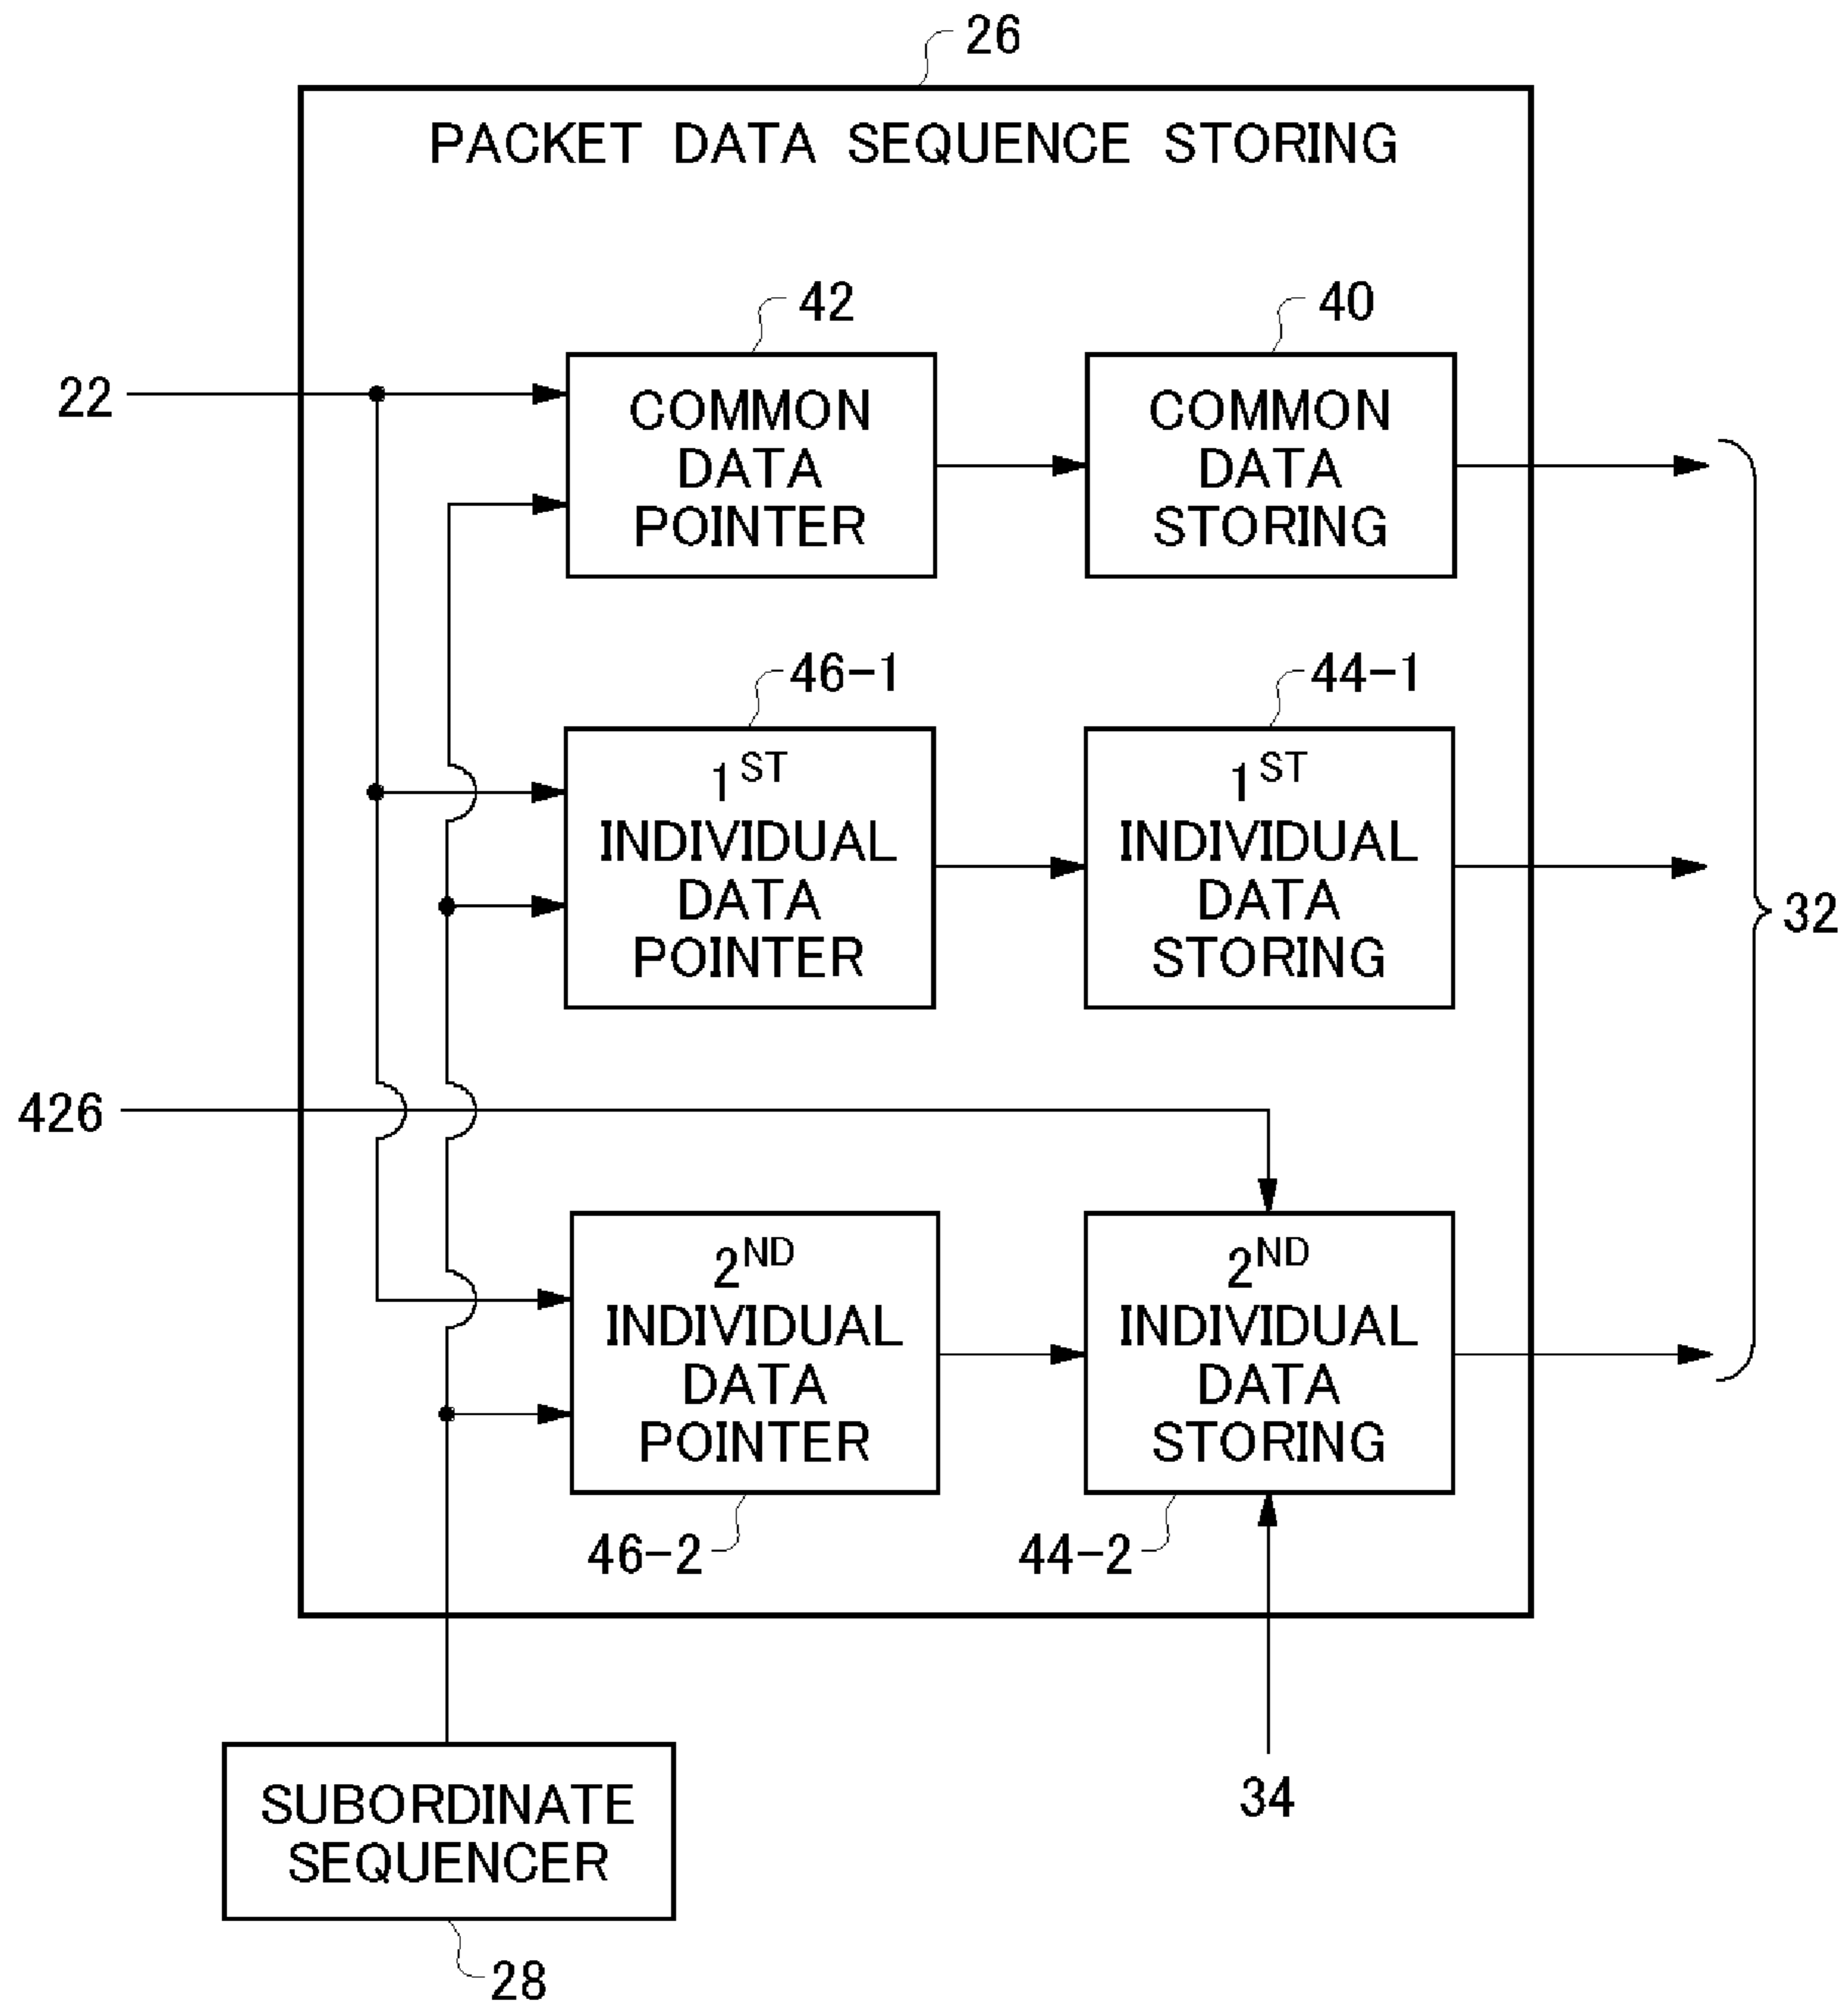 26
PACKET DATA SEQUENCE STORING
42
40
22
COMMON
DATA
POINTER
COMMON
DATA
STORING
46-1
44-1
1ST
INDIVIDUAL
DATA
POINTER
1ST
INDIVIDUAL
DATA
STORING
32
426
2ND
INDIVIDUAL
DATA
POINTER
2ND
INDIVIDUAL
DATA
STORING
46-2
44-2
34
SUBORDINATE
SEQUENCER
28